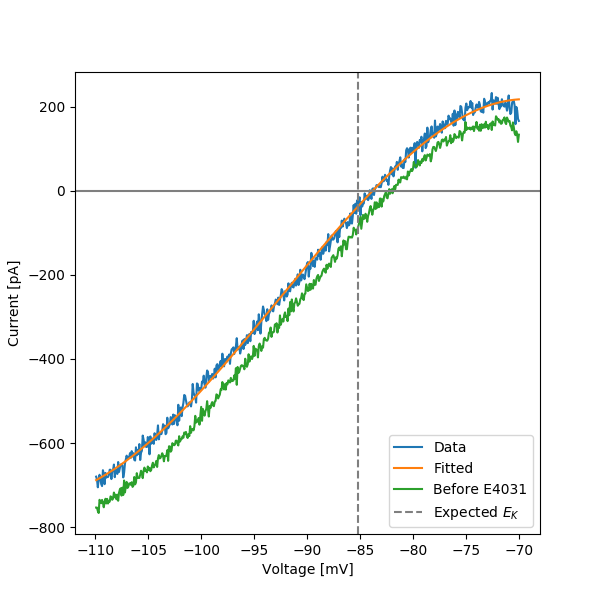 200
0
−200
−400
−600
−800
Current [pA]
Data
Fitted
Before E4031
Expected E_K
−110 −105 −100 −95 −90 −85 −80 −75 −70
Voltage [mV]